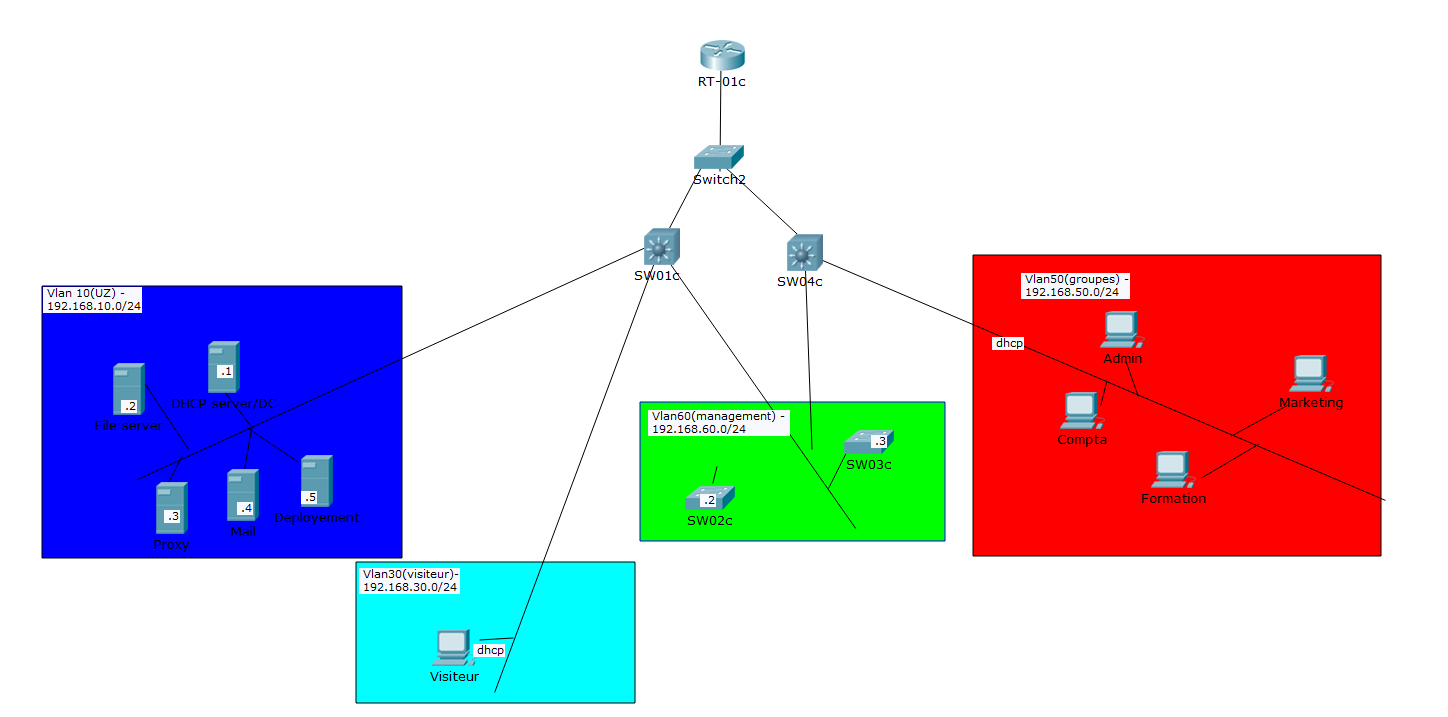 RT-01c
Switch2
SW01c
SW04c
Vlan 10(UZ) -
192.168.10.0/24
.1
DHCP server/DC
.2
File server
.3
Proxy
.4
Mail
.5
Deployement
Vlan30(visiteur)-
192.168.30.0/24
dhcp
Visiteur
Vlan60(management) -
192.168.60.0/24
.3
SW03c
.2
SW02c
Vlan50(groupes) -
192.168.50.0/24
dhcp
Admin
Marketing
Compta
Formation